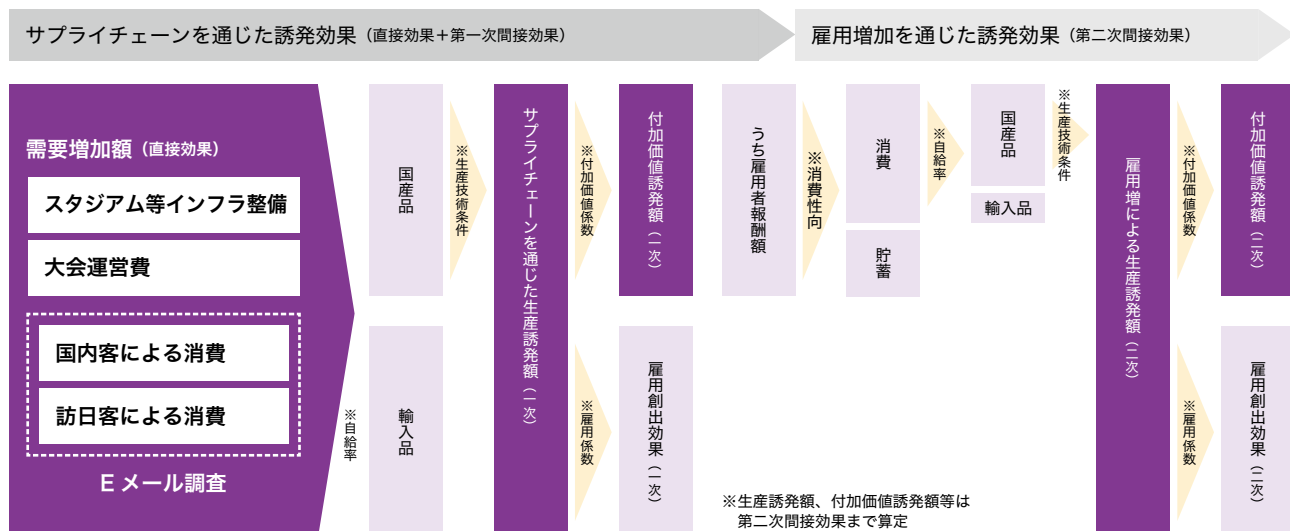 サプライチェーンを通じた誘発効果（直接効果＋第一次間接効果）
雇用増加を通じた誘発効果（第二次間接効果）
需要増加額（直接効果）
スタジアム等インフラ整備
大会運営費
国内客による消費
訪日客による消費
Eメール調査
※自給率
国産品
輸入品
※生産技術条件
サプライチェーンを通じた生産誘発額（一次）
※付加価値係数
※雇用係数
付加価値誘発額（一次）
雇用創出効果（一次）
うち雇用者報酬額
※消費性向
消費
貯蓄
※自給率
国産品
輸入品
※生産技術条件
雇用増による生産誘発額（二次）
※付加価値係数
※雇用係数
付加価値誘発額（二次）
雇用創出効果（二次）
※生産誘発額、付加価値誘発額等は
第二次間接効果まで算定